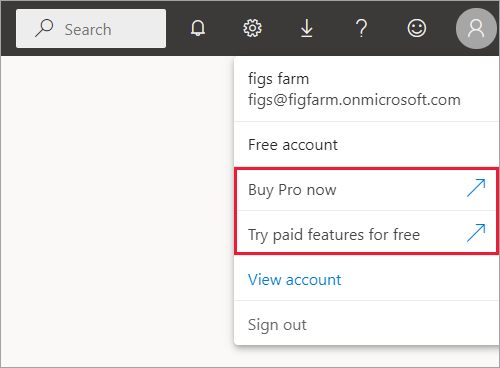 Search
figs farm
figs@figfarm.onmicrosoft.com
Free account
Buy Pro now
Try paid features for free
View account
Sign out